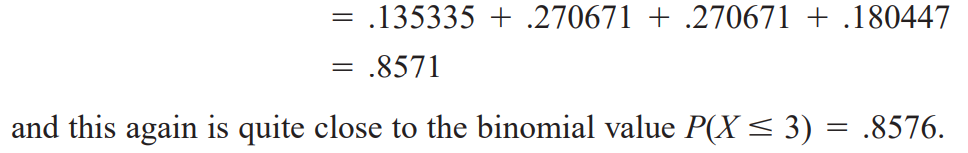 = .135335 + .270671 + .270671 + .180447
= .8571
and this again is quite close to the binomial value P(X ≤ 3) = .8576.